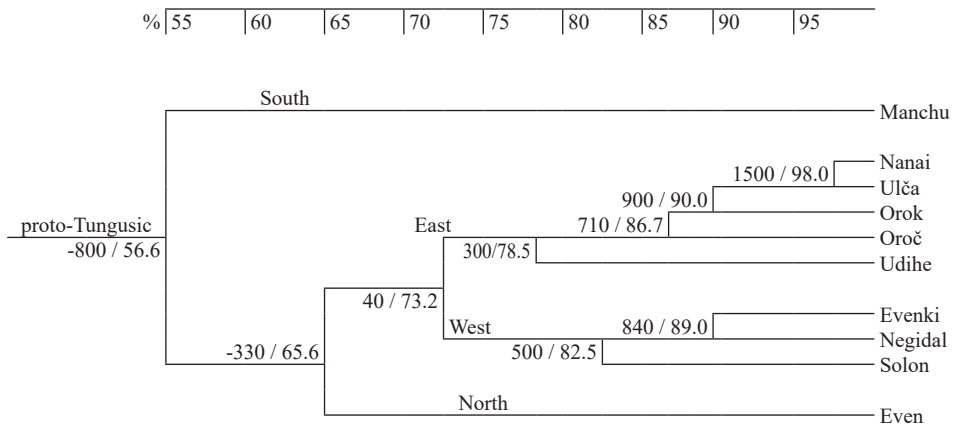 % 55 60 65 70 75 80 85 90 95
South
Manchu
Nanai
1500 / 98.0
Ulča
900 / 90.0
Orok
proto-Tungusic
East
710 / 86.7
Oroč
-800 / 56.6
300/78.5
Udihe
40 / 73.2
Evenki
West
840 / 89.0
Negidal
-330 / 65.6
500 / 82.5
Solon
North
Even